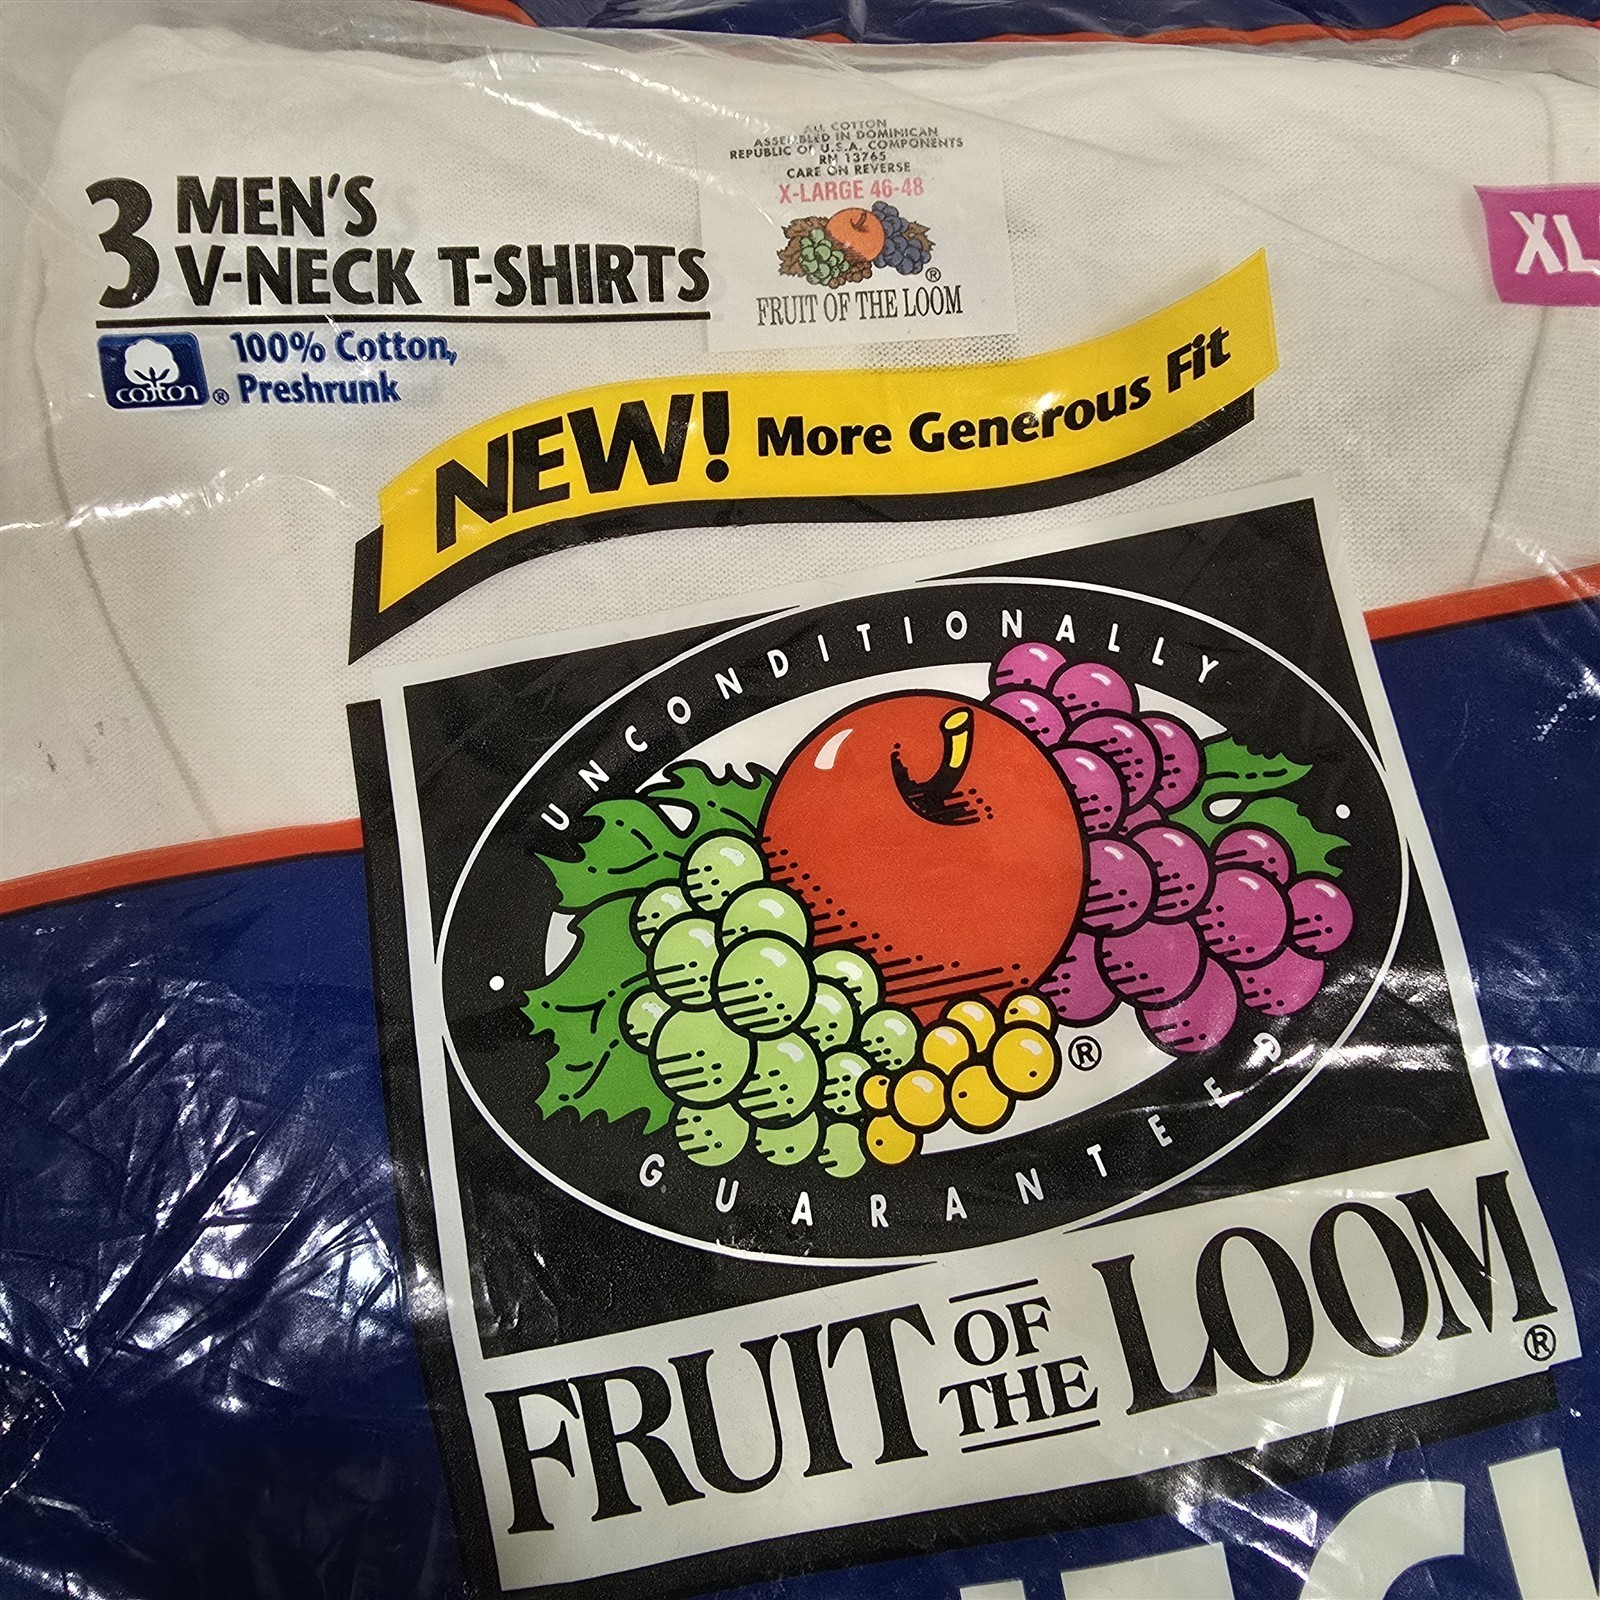 3 MEN'S
V-NECK T-SHIRTS
cotton ®
100% Cotton,
Preshrunk
ALL COTTON
ASSEMBLED IN DOMINICAN
REPUBLIC OF U.S.A. COMPONENTS
RN 13765
CARE ON REVERSE
X-LARGE 46-48
®
FRUIT OF THE LOOM
XL
NEW! More Generous Fit
UNCONDITIONALLY
GUARANTEED
®
FRUIT OF THE LOOM®